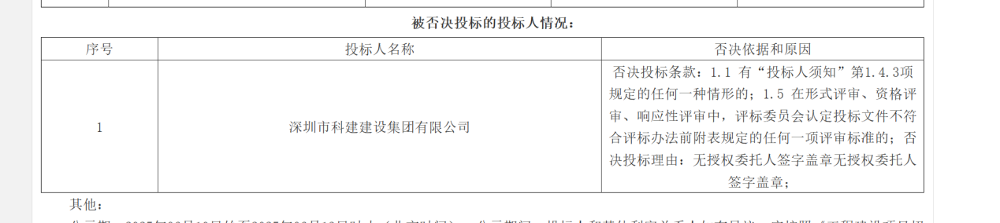 被否决投标的投标人情况：
序号 投标人名称 否决依据和原因
1 深圳市科建建设集团有限公司
否决投标条款：1.1 有“投标人须知”第1.4.3项
规定的任何一种情形的；1.5 在形式评审、资格评
审、响应性评审中，评标委员会认定投标文件不符
合评标办法前附表规定的任何一项评审标准的；否
决投标理由：无授权委托人签字盖章无授权委托人
签字盖章；
其他：